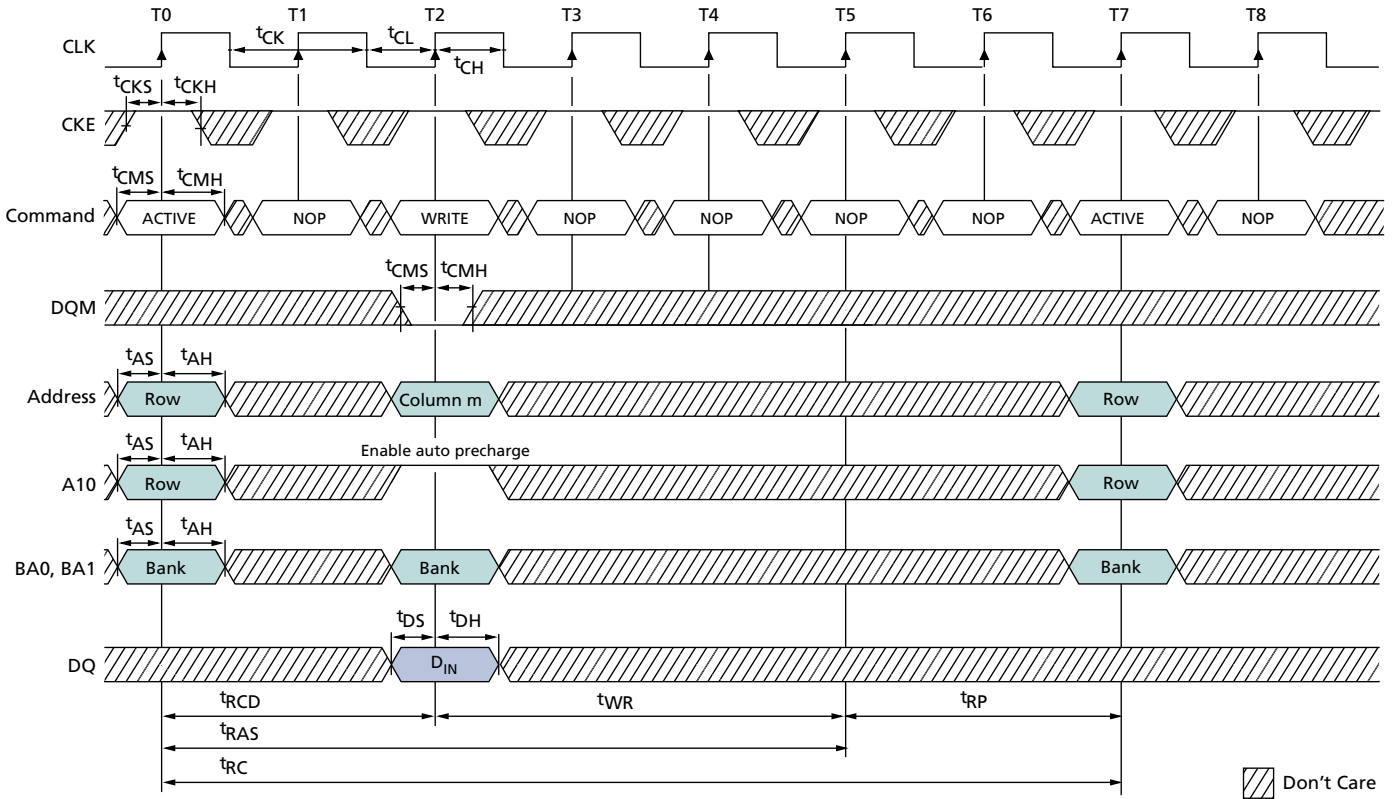 T0 T1 T2 T3 T4 T5 T6 T7 T8
CLK
tCK tCL
tCH
tCKS tCKH
CKE
tCMS tCMH
Command ACTIVE NOP WRITE NOP NOP NOP NOP ACTIVE NOP
tCMS tCMH
DQM
tAS tAH
Address Row Column m Row
tAS tAH Enable auto precharge
A10 Row Row
tAS tAH
BA0, BA1 Bank Bank Bank
tDS tDH
DQ DIN
tRCD tWR tRP
tRAS
tRC
Don't Care